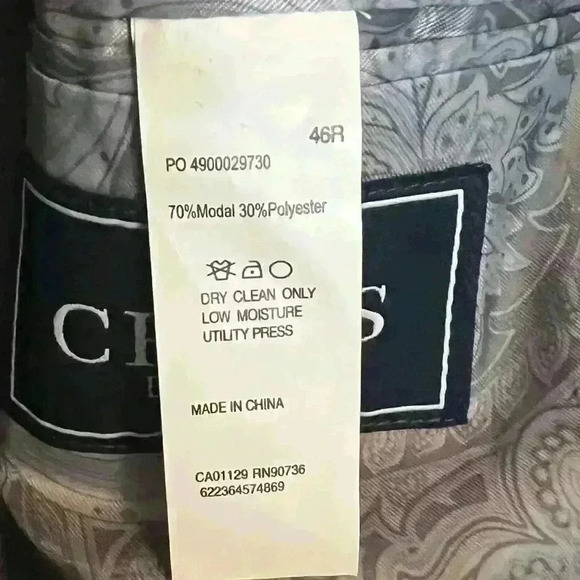 46R
PO 4900029730
70%Modal 30%Polyester
DRY CLEAN ONLY
LOW MOISTURE
UTILITY PRESS
MADE IN CHINA
CA01129 RN90736
622364574869